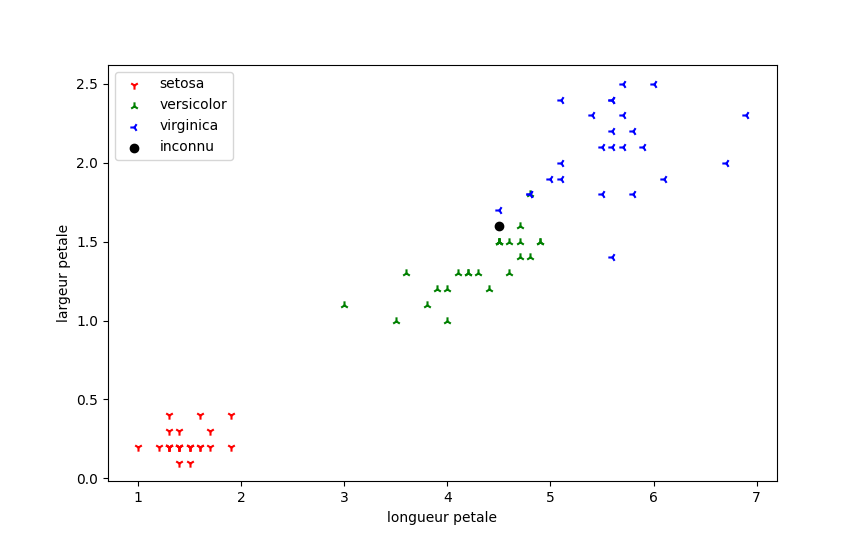 setosa
versicolor
virginica
inconnu
largeur petale
2.5
2.0
1.5
1.0
0.5
0.0
1 2 3 4 5 6 7
longueur petale